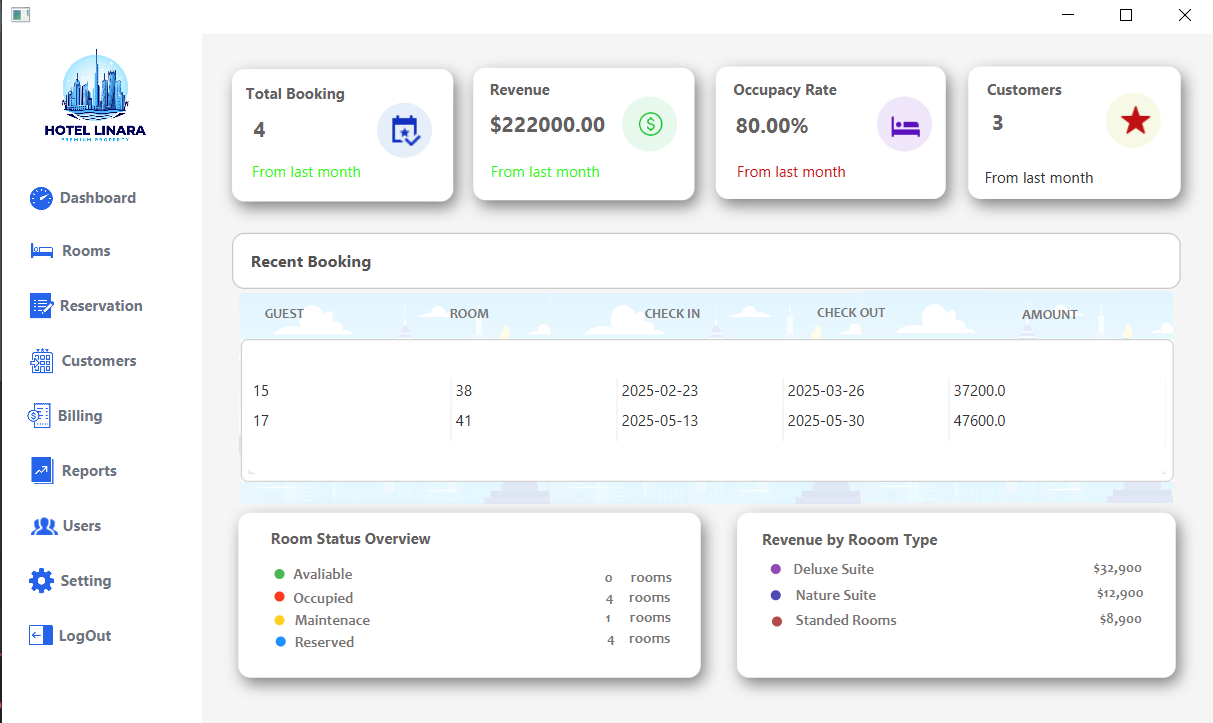 HOTEL LINARA
PREMIUM PROPERTY
Dashboard
Rooms
Reservation
Customers
Billing
Reports
Users
Setting
LogOut
Total Booking
4
From last month
Revenue
$222000.00
From last month
Occupacy Rate
80.00%
From last month
Customers
3
From last month
Recent Booking
GUEST ROOM CHECK IN CHECK OUT AMOUNT
15 38 2025-02-23 2025-03-26 37200.0
17 41 2025-05-13 2025-05-30 47600.0
Room Status Overview
Avaliable 0 rooms
Occupied 4 rooms
Maintenace 1 rooms
Reserved 4 rooms
Revenue by Rooom Type
Deluxe Suite $32,900
Nature Suite $12,900
Standed Rooms $8,900